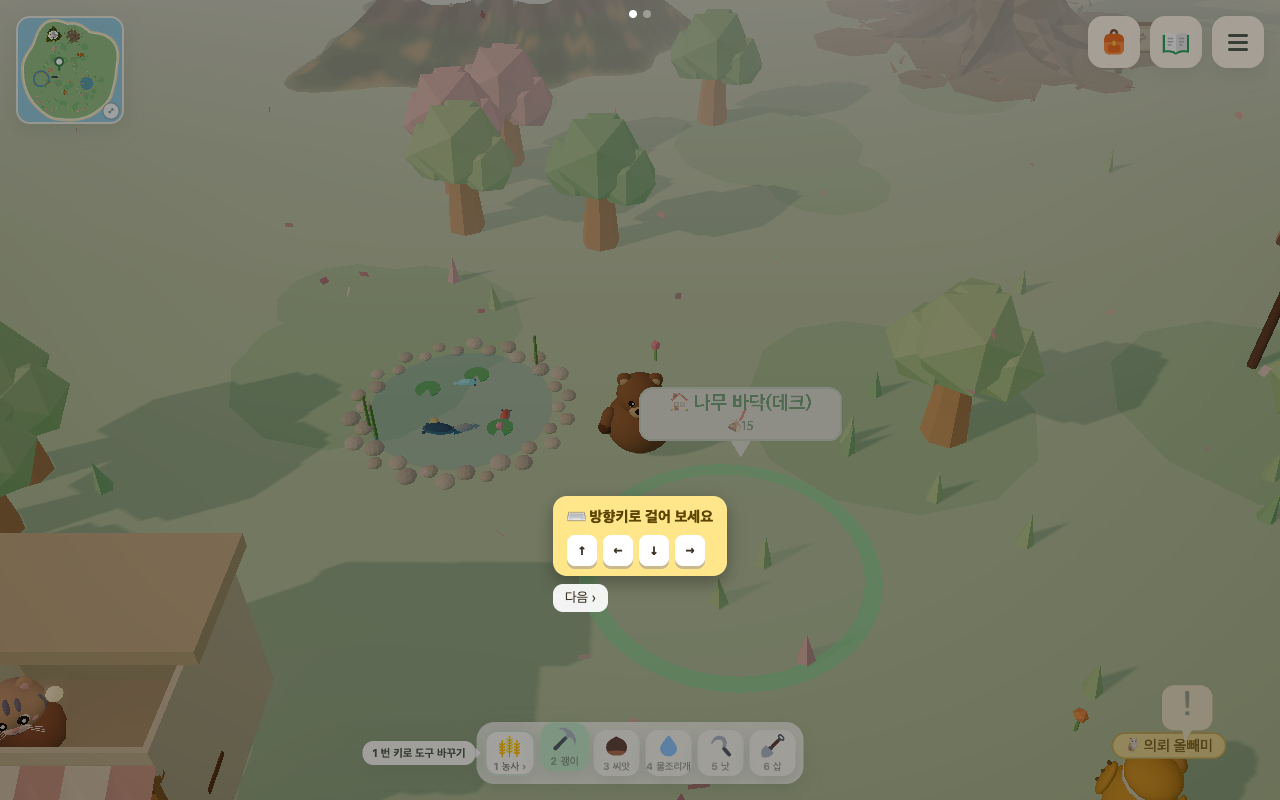 🏠 나무 바닥(데크)
15
방향키로 걸어 보세요
↑ ← ↓ →
다음 ›
1 번 키로 도구 바꾸기
1 농사 ›
2 괭이
3 씨앗
4 물조리개
5 낫
6 삽
!
의뢰 올빼미